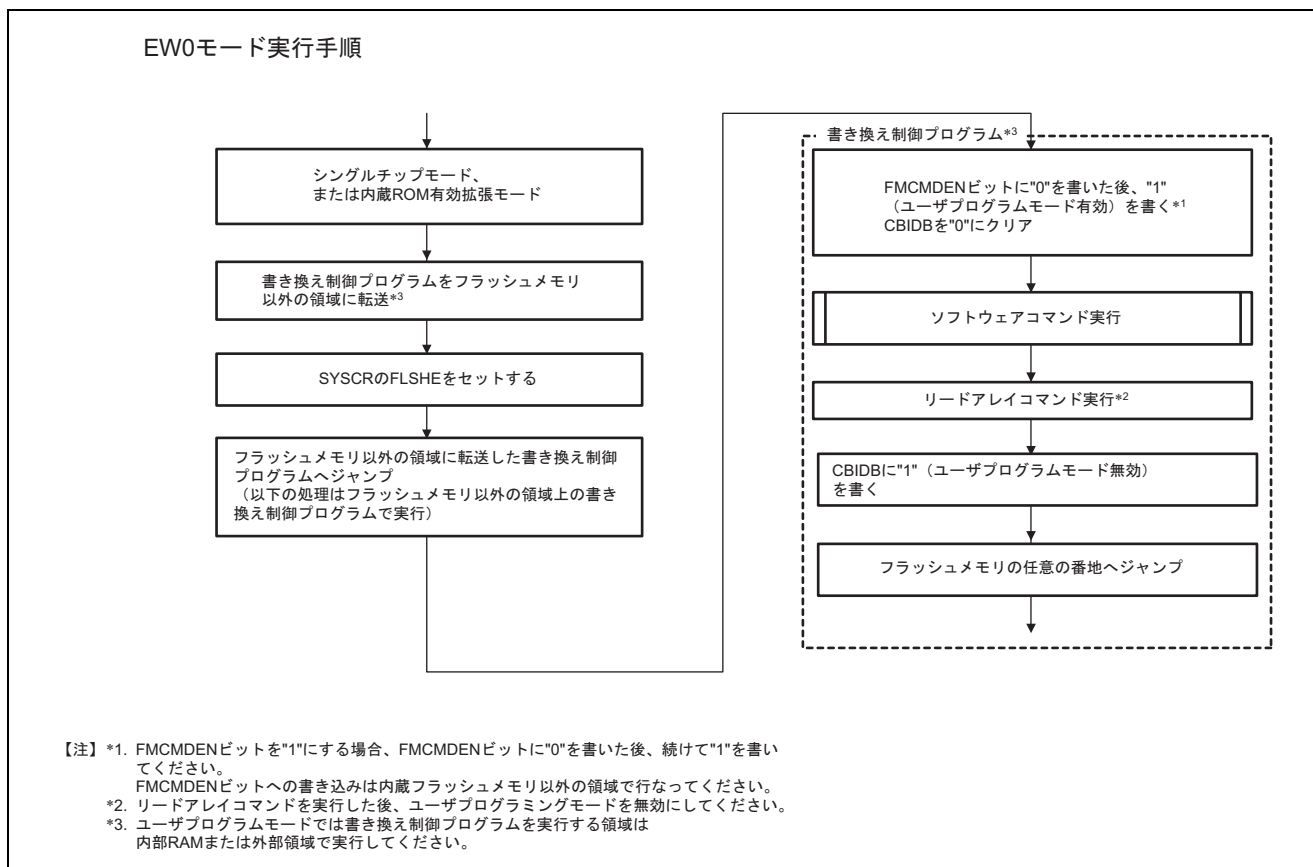 EW0モード実行手順
シングルチップモード、
または内蔵ROM有効拡張モード
書き換え制御プログラムをフラッシュメモリ
以外の領域に転送*3
SYSCRのFLSHEをセットする
フラッシュメモリ以外の領域に転送した書き換え制御
プログラムへジャンプ
（以下の処理はフラッシュメモリ以外の領域上の書き
換え制御プログラムで実行）
書き換え制御プログラム*3
FMCMDENビットに"0"を書いた後、"1"
（ユーザプログラムモード有効）を書く*1
CBIDBを"0"にクリア
ソフトウェアコマンド実行
リードアレイコマンド実行*2
CBIDBに"1"（ユーザプログラムモード無効）
を書く
フラッシュメモリの任意の番地へジャンプ
【注】*1. FMCMDENビットを"1"にする場合、FMCMDENビットに"0"を書いた後、続けて"1"を書い
てください。
FMCMDENビットへの書き込みは内蔵フラッシュメモリ以外の領域で行なってください。
*2. リードアレイコマンドを実行した後、ユーザプログラミングモードを無効にしてください。
*3. ユーザプログラムモードでは書き換え制御プログラムを実行する領域は
内部RAMまたは外部領域で実行してください。